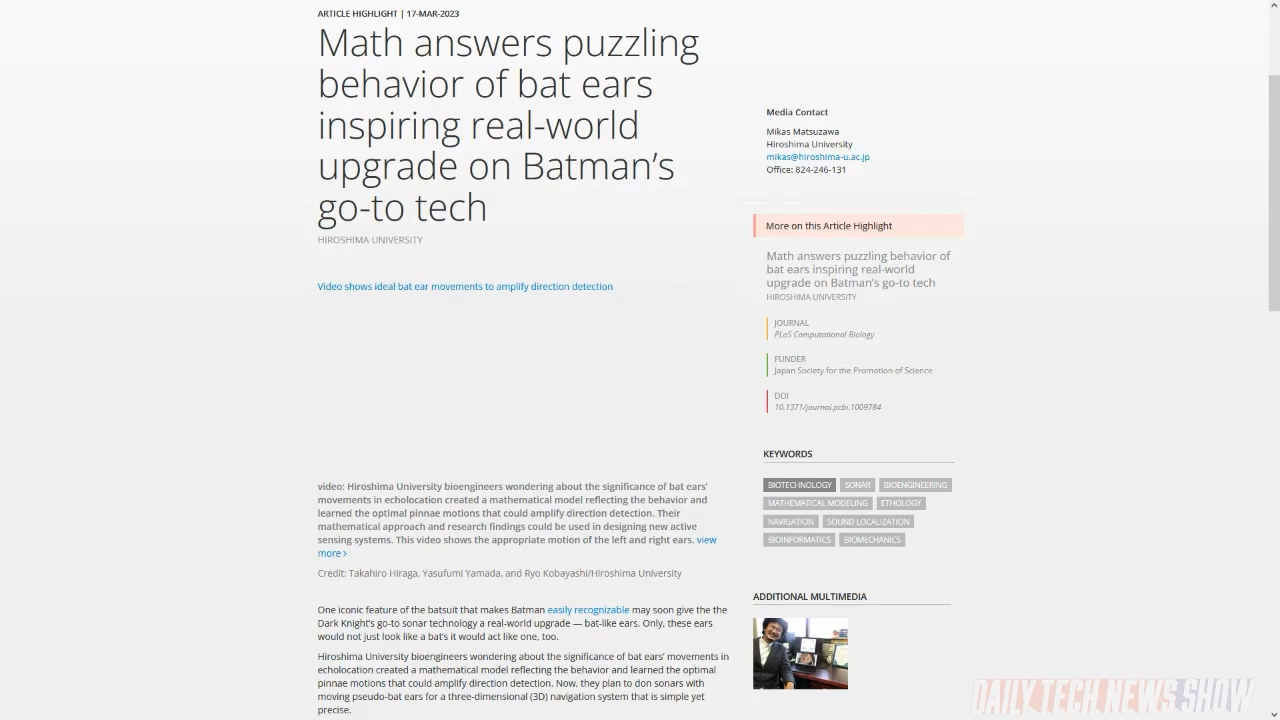 ARTICLE HIGHLIGHT | 17-MAR-2023
Math answers puzzling
behavior of bat ears
inspiring real-world
upgrade on Batman's
go-to tech
HIROSHIMA UNIVERSITY
Video shows ideal bat ear movements to amplify direction detection
video: Hiroshima University bioengineers wondering about the significance of bat ears'
movements in echolocation created a mathematical model reflecting the behavior and
learned the optimal pinnae motions that could amplify direction detection. Their
mathematical approach and research findings could be used in designing new active
sensing systems. This video shows the appropriate motion of the left and right ears. view
more ›
Credit: Takahiro Hiraga, Yasufumi Yamada, and Ryo Kobayashi/Hiroshima University
One iconic feature of the batsuit that makes Batman easily recognizable may soon give the the
Dark Knight's go-to sonar technology a real-world upgrade — bat-like ears. Only, these ears
would not just look like a bat's it would act like one, too.
Hiroshima University bioengineers wondering about the significance of bat ears' movements in
echolocation created a mathematical model reflecting the behavior and learned the optimal
pinnae motions that could amplify direction detection. Now, they plan to don sonars with
moving pseudo-bat ears for a three-dimensional (3D) navigation system that is simple yet
precise.
Media Contact
Mikas Matsuzawa
Hiroshima University
mikas@hiroshima-u.ac.jp
Office: 824-246-131
More on this Article Highlight
Math answers puzzling behavior of
bat ears inspiring real-world
upgrade on Batman's go-to tech
HIROSHIMA UNIVERSITY
JOURNAL
PLoS Computational Biology
FUNDER
Japan Society for the Promotion of Science
DOI
10.1371/journal.pcbi.1009784
KEYWORDS
BIOTECHNOLOGY SONAR BIOENGINEERING
MATHEMATICAL MODELING ETHOLOGY
NAVIGATION SOUND LOCALIZATION
BIOINFORMATICS BIOMECHANICS
ADDITIONAL MULTIMEDIA
DAILY TECH NEWS SHOW